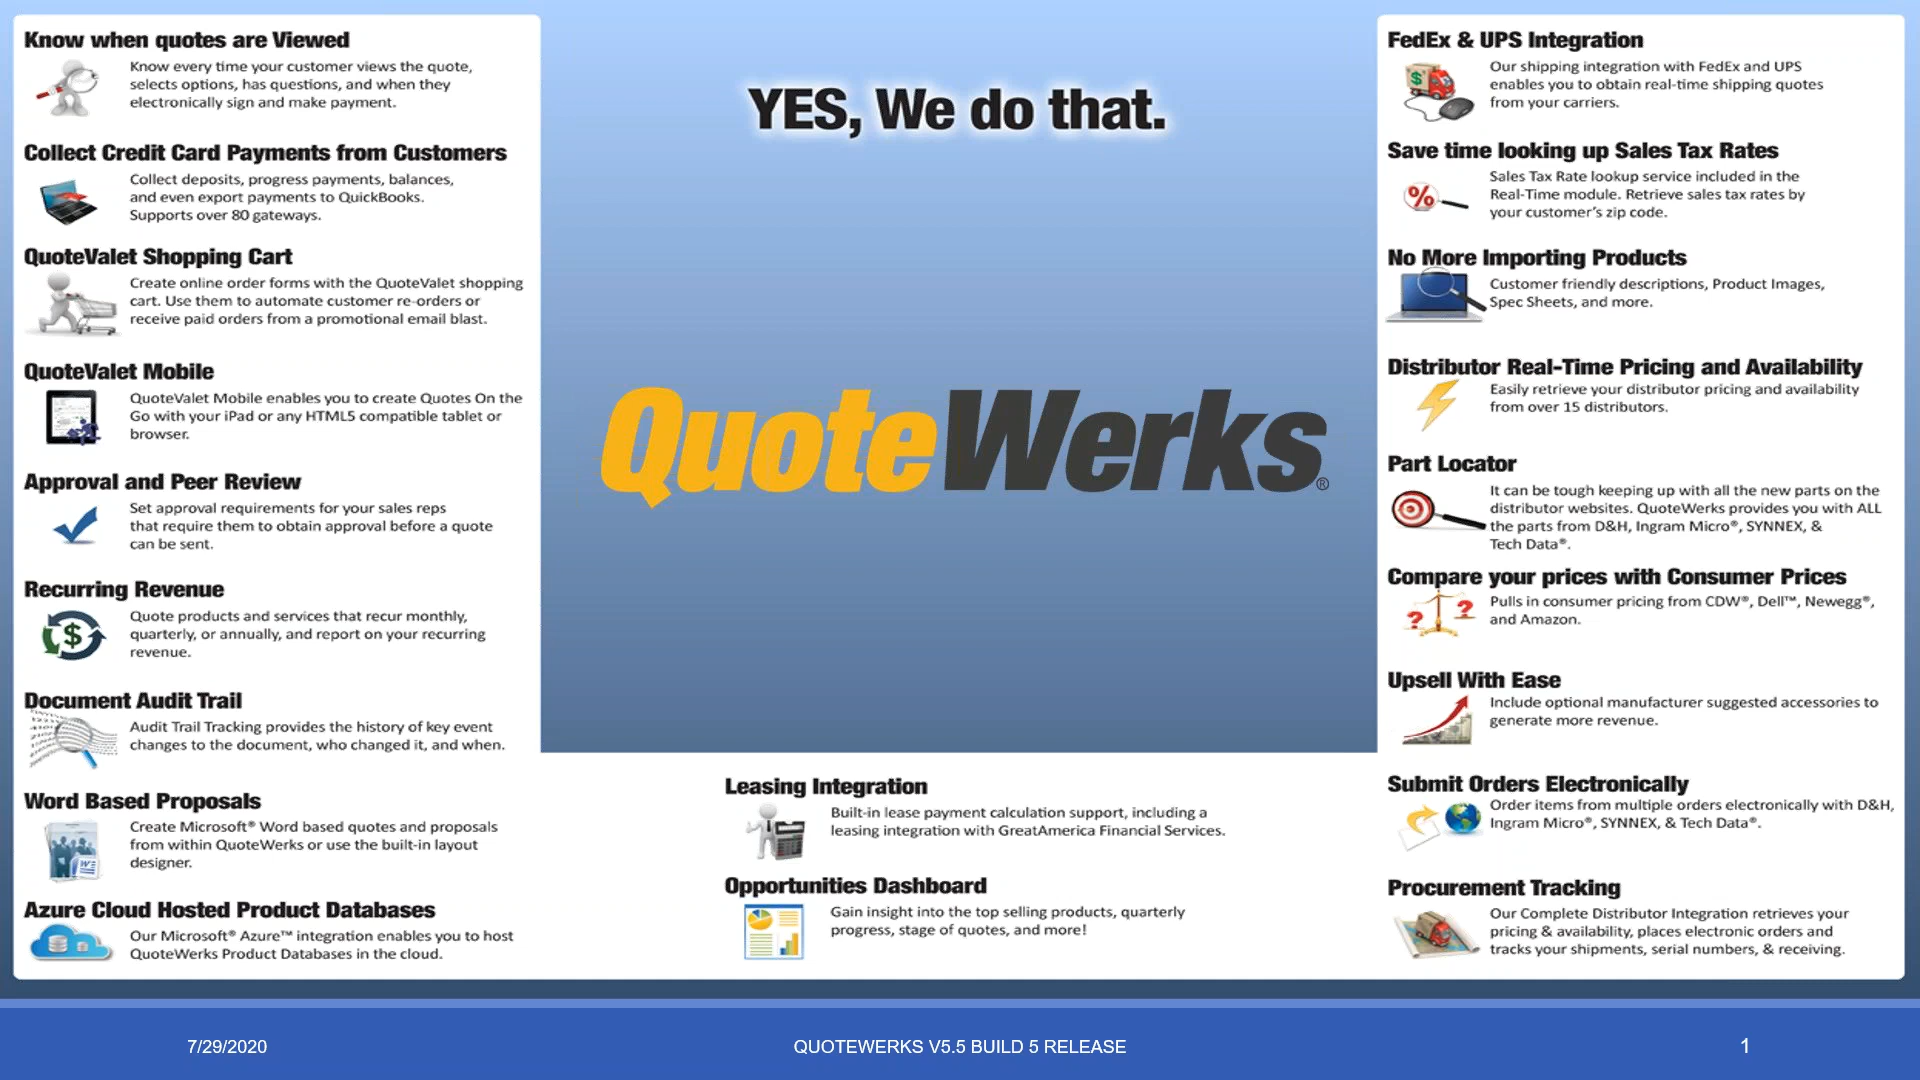 Know when quotes are Viewed
Know every time your customer views the quote,
selects options, has questions, and when they
electronically sign and make payment.
Collect Credit Card Payments from Customers
Collect deposits, progress payments, balances,
and even export payments to QuickBooks.
Supports over 80 gateways.
QuoteValet Shopping Cart
Create online order forms with the QuoteValet shopping
cart. Use them to automate customer re-orders or
receive paid orders from a promotional email blast.
QuoteValet Mobile
QuoteValet Mobile enables you to create Quotes On the
Go with your iPad or any HTML5 compatible tablet or
browser.
Approval and Peer Review
Set approval requirements for your sales reps
that require them to obtain approval before a quote
can be sent.
Recurring Revenue
Quote products and services that recur monthly,
quarterly, or annually, and report on your recurring
revenue.
Document Audit Trail
Audit Trail Tracking provides the history of key event
changes to the document, who changed it, and when.
Word Based Proposals
Create Microsoft® Word based quotes and proposals
from within QuoteWerks or use the built-in layout
designer.
Azure Cloud Hosted Product Databases
Our Microsoft® Azure™ integration enables you to host
QuoteWerks Product Databases in the cloud.
YES, We do that.
QuoteWerks®
Leasing Integration
Built-in lease payment calculation support, including a
leasing integration with GreatAmerica Financial Services.
Opportunities Dashboard
Gain insight into the top selling products, quarterly
progress, stage of quotes, and more!
FedEx & UPS Integration
Our shipping integration with FedEx and UPS
enables you to obtain real-time shipping quotes
from your carriers.
Save time looking up Sales Tax Rates
Sales Tax Rate lookup service included in the
Real-Time module. Retrieve sales tax rates by
your customer's zip code.
No More Importing Products
Customer friendly descriptions, Product Images,
Spec Sheets, and more.
Distributor Real-Time Pricing and Availability
Easily retrieve your distributor pricing and availability
from over 15 distributors.
Part Locator
It can be tough keeping up with all the new parts on the
distributor websites. QuoteWerks provides you with ALL
the parts from D&H, Ingram Micro®, SYNNEX, &
Tech Data®.
Compare your prices with Consumer Prices
Pulls in consumer pricing from CDW®, Dell™, Newegg®,
and Amazon.
Upsell With Ease
Include optional manufacturer suggested accessories to
generate more revenue.
Submit Orders Electronically
Order items from multiple orders electronically with D&H,
Ingram Micro®, SYNNEX, & Tech Data®.
Procurement Tracking
Our Complete Distributor Integration retrieves your
pricing & availability, places electronic orders and
tracks your shipments, serial numbers, & receiving.
7/29/2020
QUOTEWERKS V5.5 BUILD 5 RELEASE
1